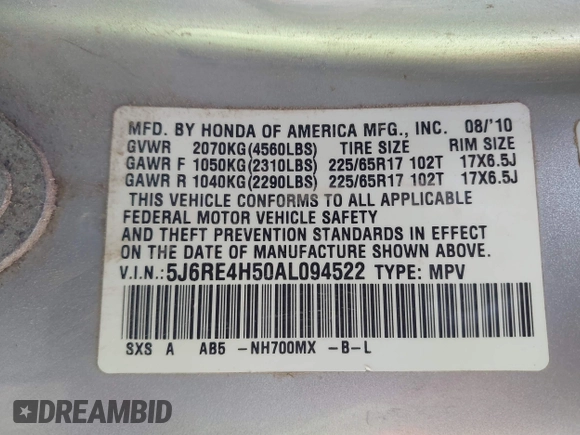 MFD. BY HONDA OF AMERICA MFG., INC. 08/'10
GVWR 2070KG(4560LBS) TIRE SIZE RIM SIZE
GAWR F 1050KG(2310LBS) 225/65R17 102T 17X6.5J
GAWR R 1040KG(2290LBS) 225/65R17 102T 17X6.5J
THIS VEHICLE CONFORMS TO ALL APPLICABLE
FEDERAL MOTOR VEHICLE SAFETY
AND THEFT PREVENTION STANDARDS IN EFFECT
ON THE DATE OF MANUFACTURE SHOWN ABOVE.
V.I.N.: 5J6RE4H50AL094522 TYPE: MPV
SXS A AB5 -NH700MX -B-L
DREAMBID